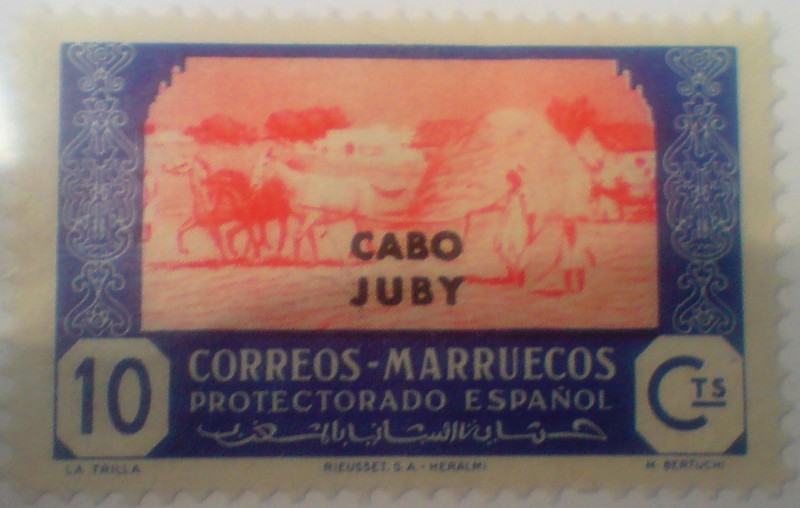 CABO
JUBY
10
CORREOS-MARRUECOS
CTS
PROTECTORADO ESPAÑOL
LA TRILLA
RIEUSSET. S.A. - HERALMI
M. BERTUCHI